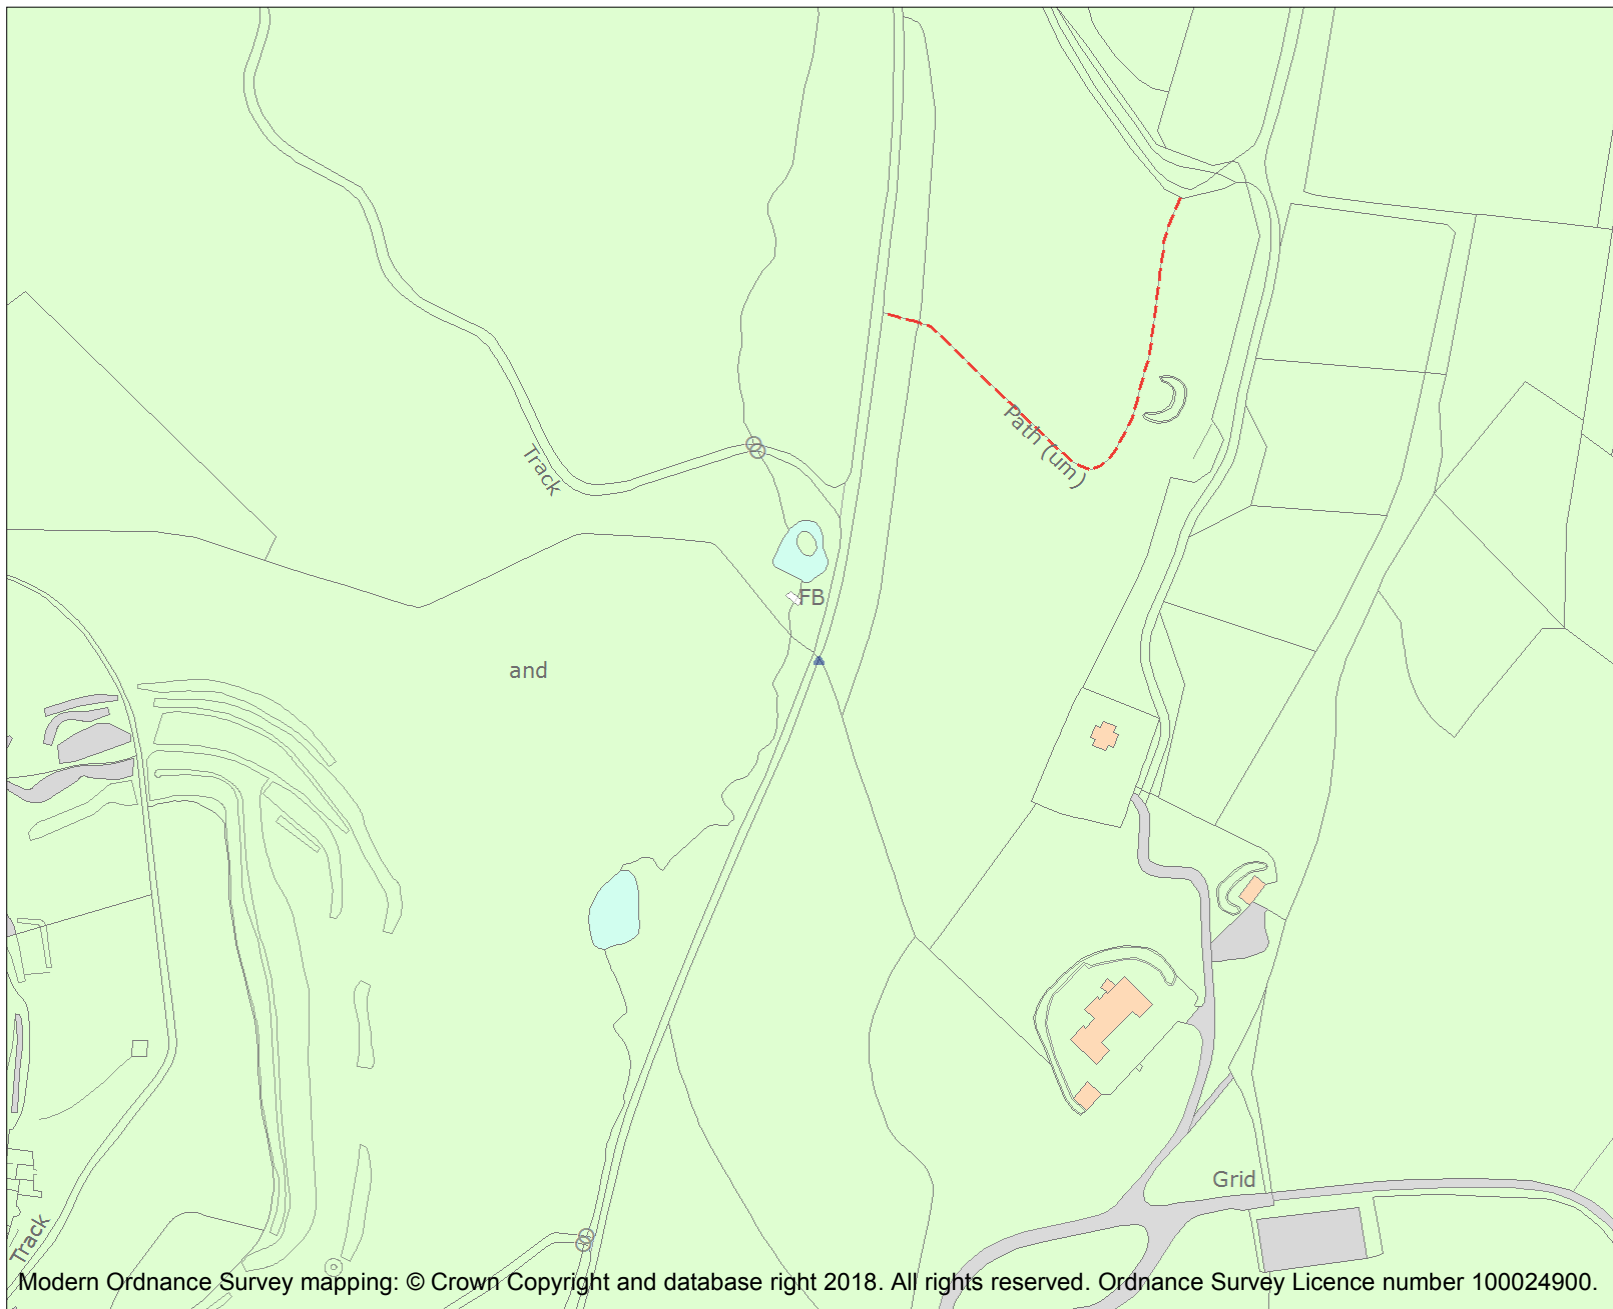 Path (um)
Track
FB
and
Grid
Track
Modern Ordnance Survey mapping: © Crown Copyright and database right 2018. All rights reserved. Ordnance Survey Licence number 100024900.